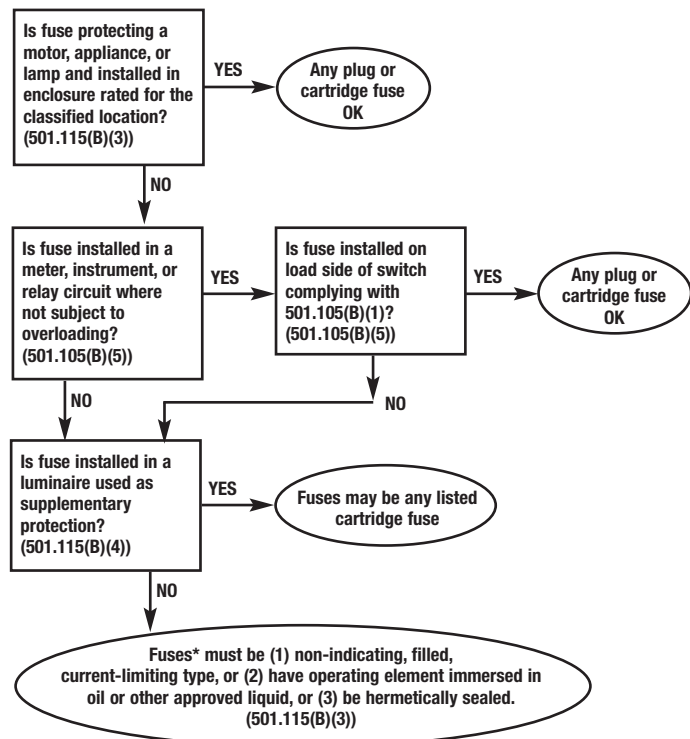 Is fuse protecting a
motor, appliance, or
lamp and installed in
enclosure rated for the
classified location?
(501.115(B)(3))
YES
Any plug or
cartridge fuse
OK
NO
Is fuse installed in a
meter, instrument, or
relay circuit where
not subject to
overloading?
(501.105(B)(5))
YES
Is fuse installed on
load side of switch
complying with
501.105(B)(1)?
(501.105(B)(5))
YES
Any plug or
cartridge fuse
OK
NO
NO
Is fuse installed in a
luminaire used as
supplementary
protection?
(501.115(B)(4))
YES
Fuses may be any listed
cartridge fuse
NO
Fuses* must be (1) non-indicating, filled,
current-limiting type, or (2) have operating element immersed in
oil or other approved liquid, or (3) be hermetically sealed.
(501.115(B)(3))